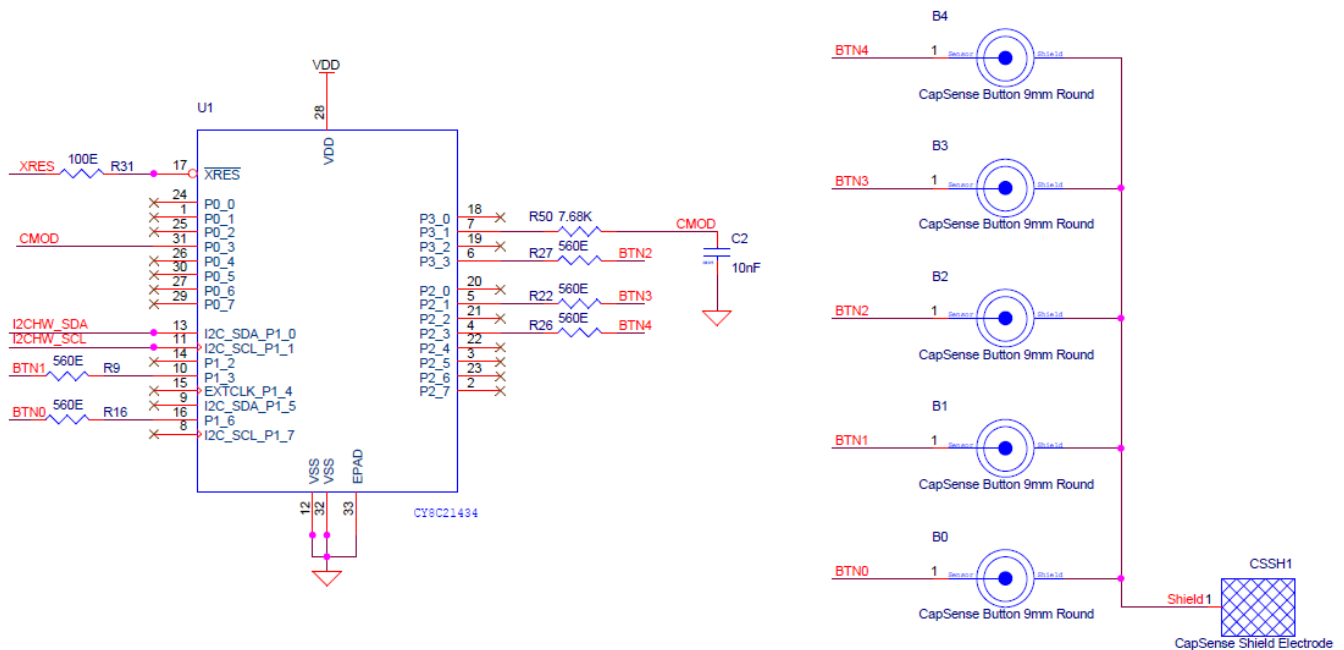 VDD
U1
28
VDD
XRES 100E R31 17 XRES
24 P0_0
1 P0_1
25 P0_2
CMOD 31 P0_3
26 P0_4
30 P0_5
27 P0_6
29 P0_7
I2CHW_SDA 13 I2C_SDA_P1_0
I2CHW_SCL 11 I2C_SCL_P1_1
14 P1_2
BTN1 560E R9 10 P1_3
15 EXTCLK_P1_4
9 I2C_SDA_P1_5
BTN0 560E R16 16 P1_6
8 I2C_SCL_P1_7
P3_0 18
P3_1 7 R50 7.68K CMOD
P3_2 19
P3_3 6 R27 560E BTN2
C2
10nF
P2_0 20
P2_1 5 R22 560E BTN3
P2_2 21
P2_3 4 R26 560E BTN4
P2_4 22
P2_5 3
P2_6 23
P2_7 2
VSS VSS EPAD
12 32 33
CY8C21434
B4
BTN4 1 Sensor Shield
CapSense Button 9mm Round
B3
BTN3 1 Sensor Shield
CapSense Button 9mm Round
B2
BTN2 1 Sensor Shield
CapSense Button 9mm Round
B1
BTN1 1 Sensor Shield
CapSense Button 9mm Round
B0
BTN0 1 Sensor Shield
CapSense Button 9mm Round
CSSH1
Shield 1
CapSense Shield Electrode